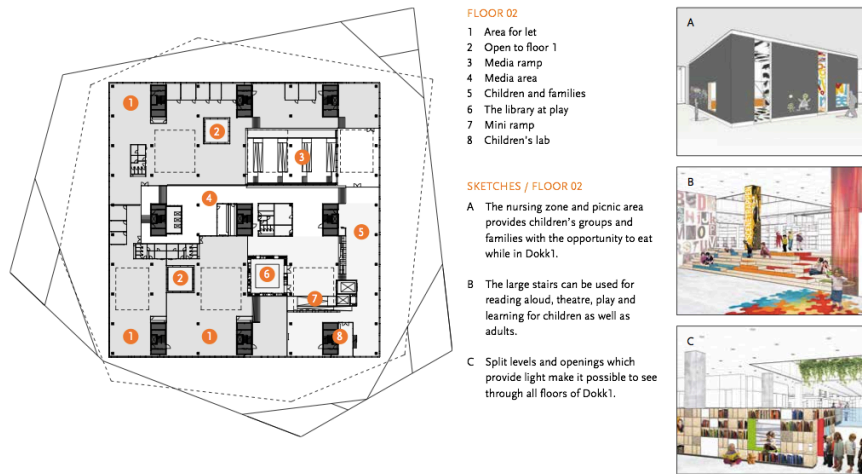 FLOOR 02
1 Area for let
2 Open to floor 1
3 Media ramp
4 Media area
5 Children and families
6 The library at play
7 Mini ramp
8 Children's lab
SKETCHES / FLOOR 02
A The nursing zone and picnic area
provides children's groups and
families with the opportunity to eat
while in Dokk1.
B The large stairs can be used for
reading aloud, theatre, play and
learning for children as well as
adults.
C Split levels and openings which
provide light make it possible to see
through all floors of Dokk1.
1
2
3
4
5
6
2
7
1
1
8
A
B
C